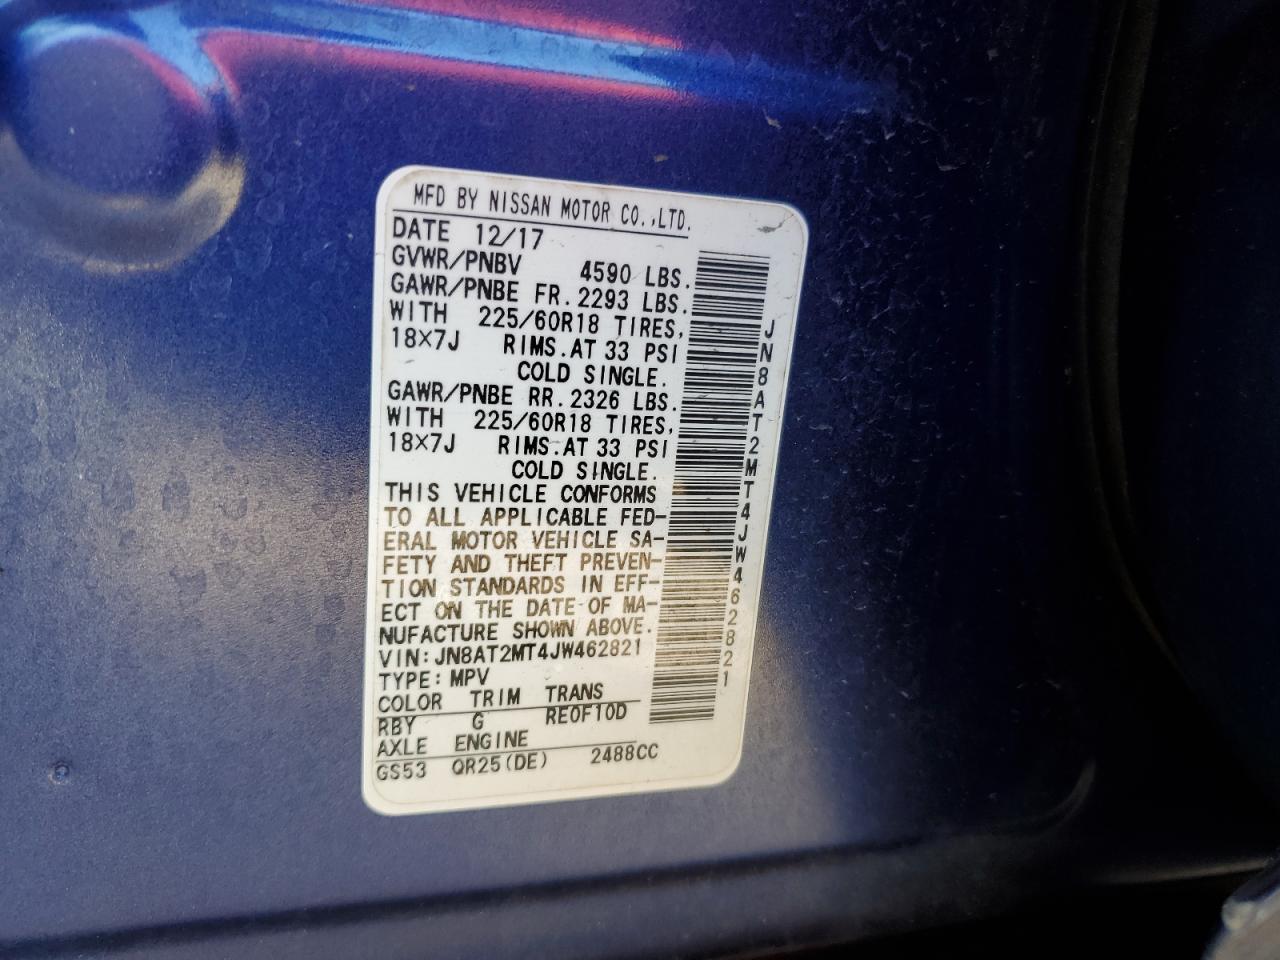 MFD BY NISSAN MOTOR CO.,LTD.
DATE 12/17
GVWR/PNBV 4590 LBS.
GAWR/PNBE FR. 2293 LBS.
WITH 225/60R18 TIRES,
18×7J RIMS.AT 33 PSI
COLD SINGLE.
GAWR/PNBE RR. 2326 LBS.
WITH 225/60R18 TIRES,
18×7J RIMS.AT 33 PSI
COLD SINGLE.
THIS VEHICLE CONFORMS
TO ALL APPLICABLE FED-
ERAL MOTOR VEHICLE SA-
FETY AND THEFT PREVEN-
TION STANDARDS IN EFF-
ECT ON THE DATE OF MA-
NUFACTURE SHOWN ABOVE.
VIN:JN8AT2MT4JW462821
TYPE:MPV
COLOR TRIM TRANS
RBY G RE0F10D
AXLE ENGINE
GS53 QR25(DE) 2488CC
JN8AT2MT4JW462821